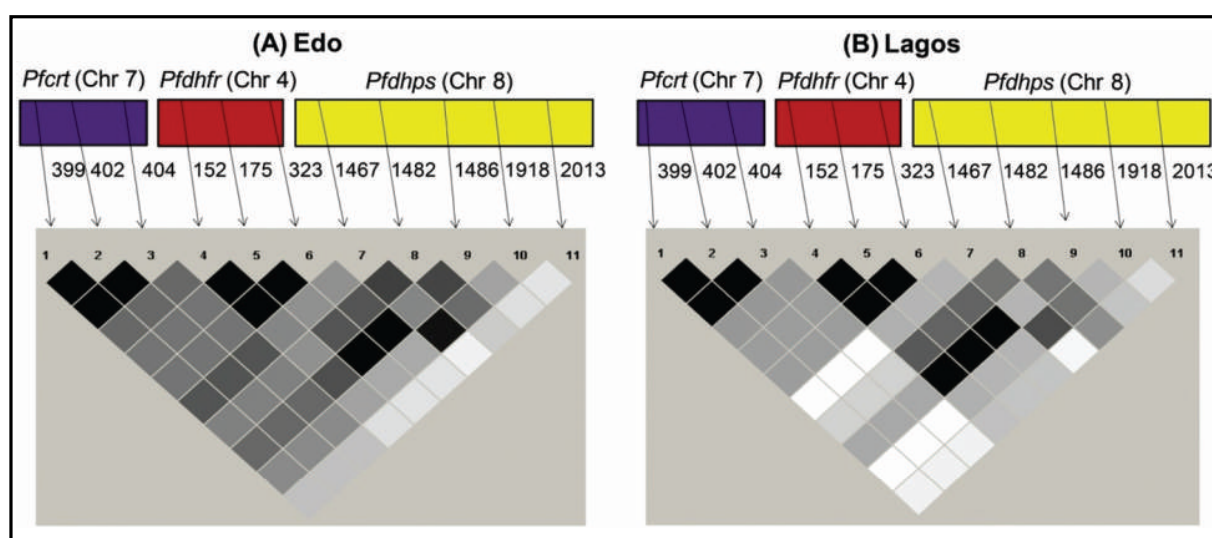 (A) Edo
Pfcrt (Chr 7) Pfdhfr (Chr 4) Pfdhps (Chr 8)
399 402 404 152 175 323 1467 1482 1486 1918 2013
1 2 3 4 5 6 7 8 9 10 11
(B) Lagos
Pfcrt (Chr 7) Pfdhfr (Chr 4) Pfdhps (Chr 8)
399 402 404 152 175 323 1467 1482 1486 1918 2013
1 2 3 4 5 6 7 8 9 10 11